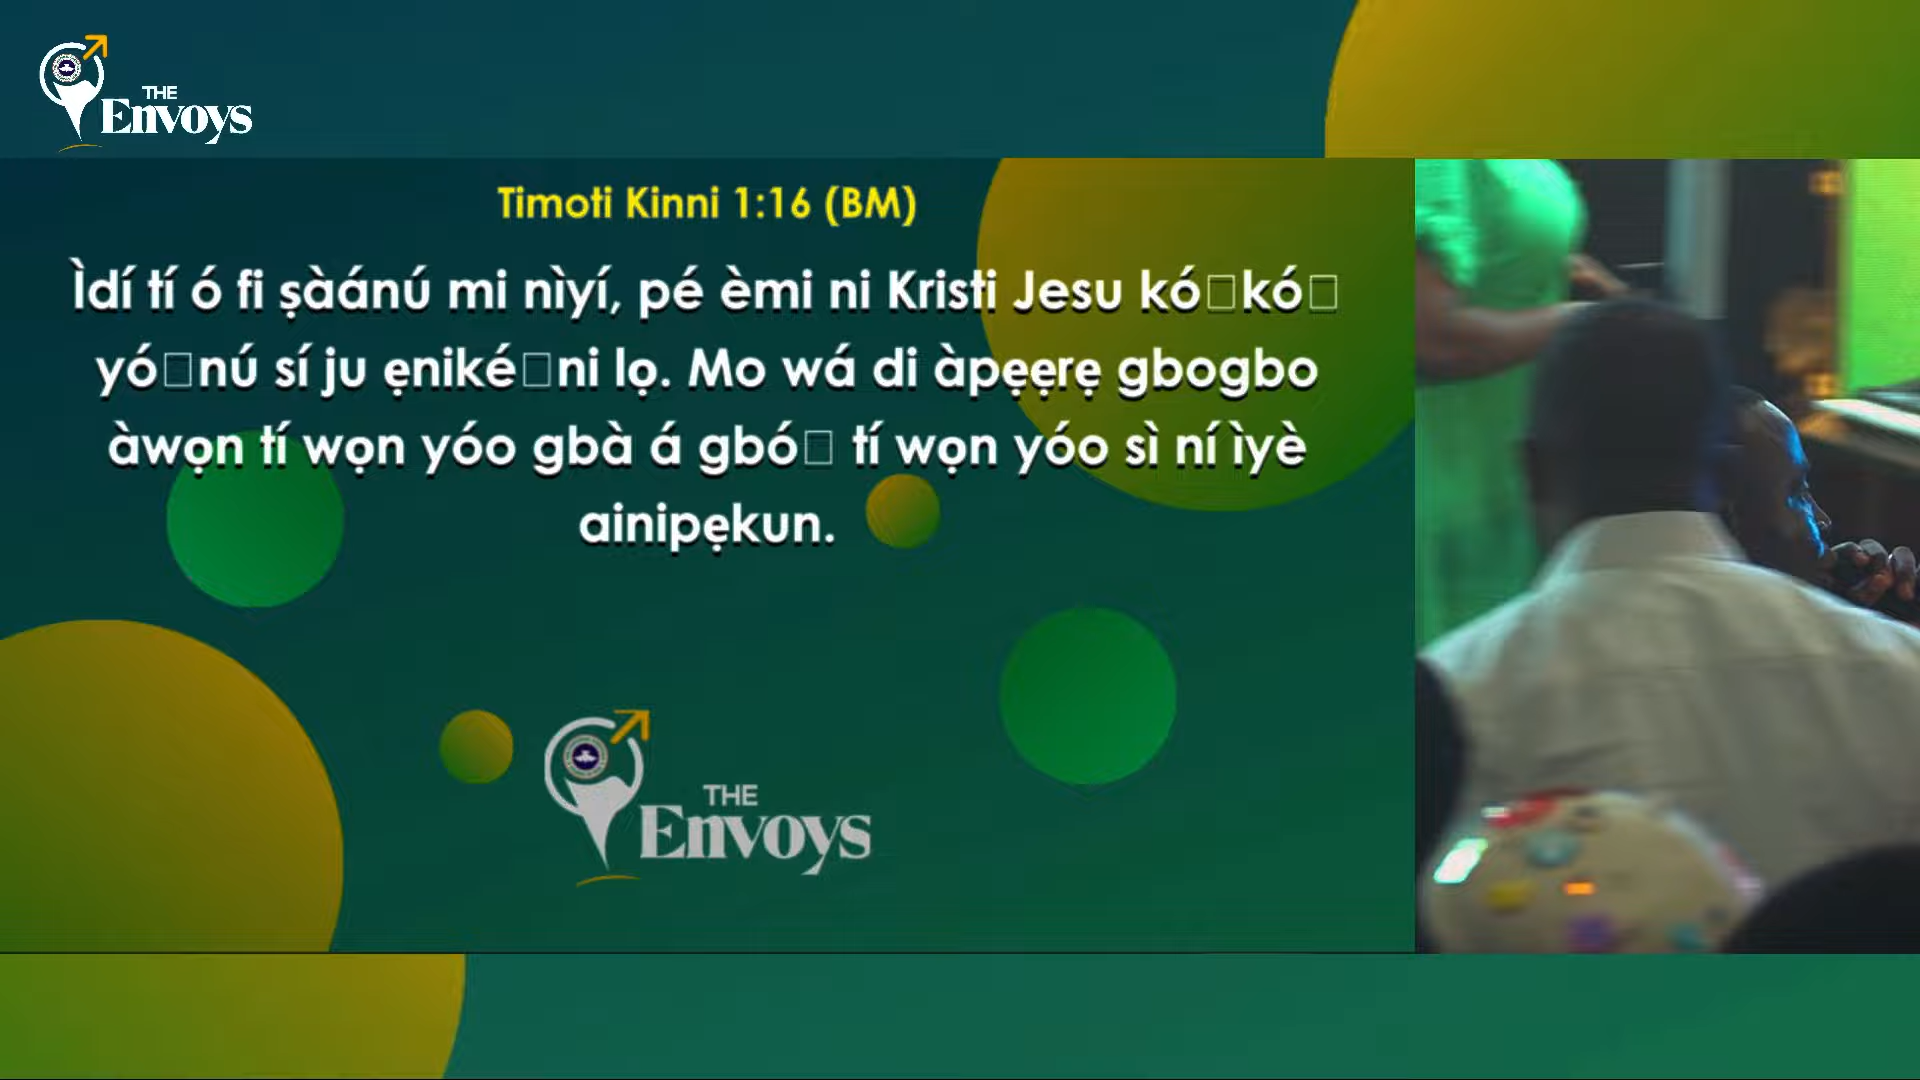 THE
Envoys
Timoti Kinni 1:16 (BM)
Ìdí tí ó fi ṣàánú mi nìyí, pé èmi ni Kristi Jesu kó□kó□
yó□nú sí ju ẹniké□ni lọ. Mo wá di àpẹẹrẹ gbogbo
àwọn tí wọn yóo gbà á gbó□ tí wọn yóo sì ní ìyè
ainipẹkun.
THE
Envoys